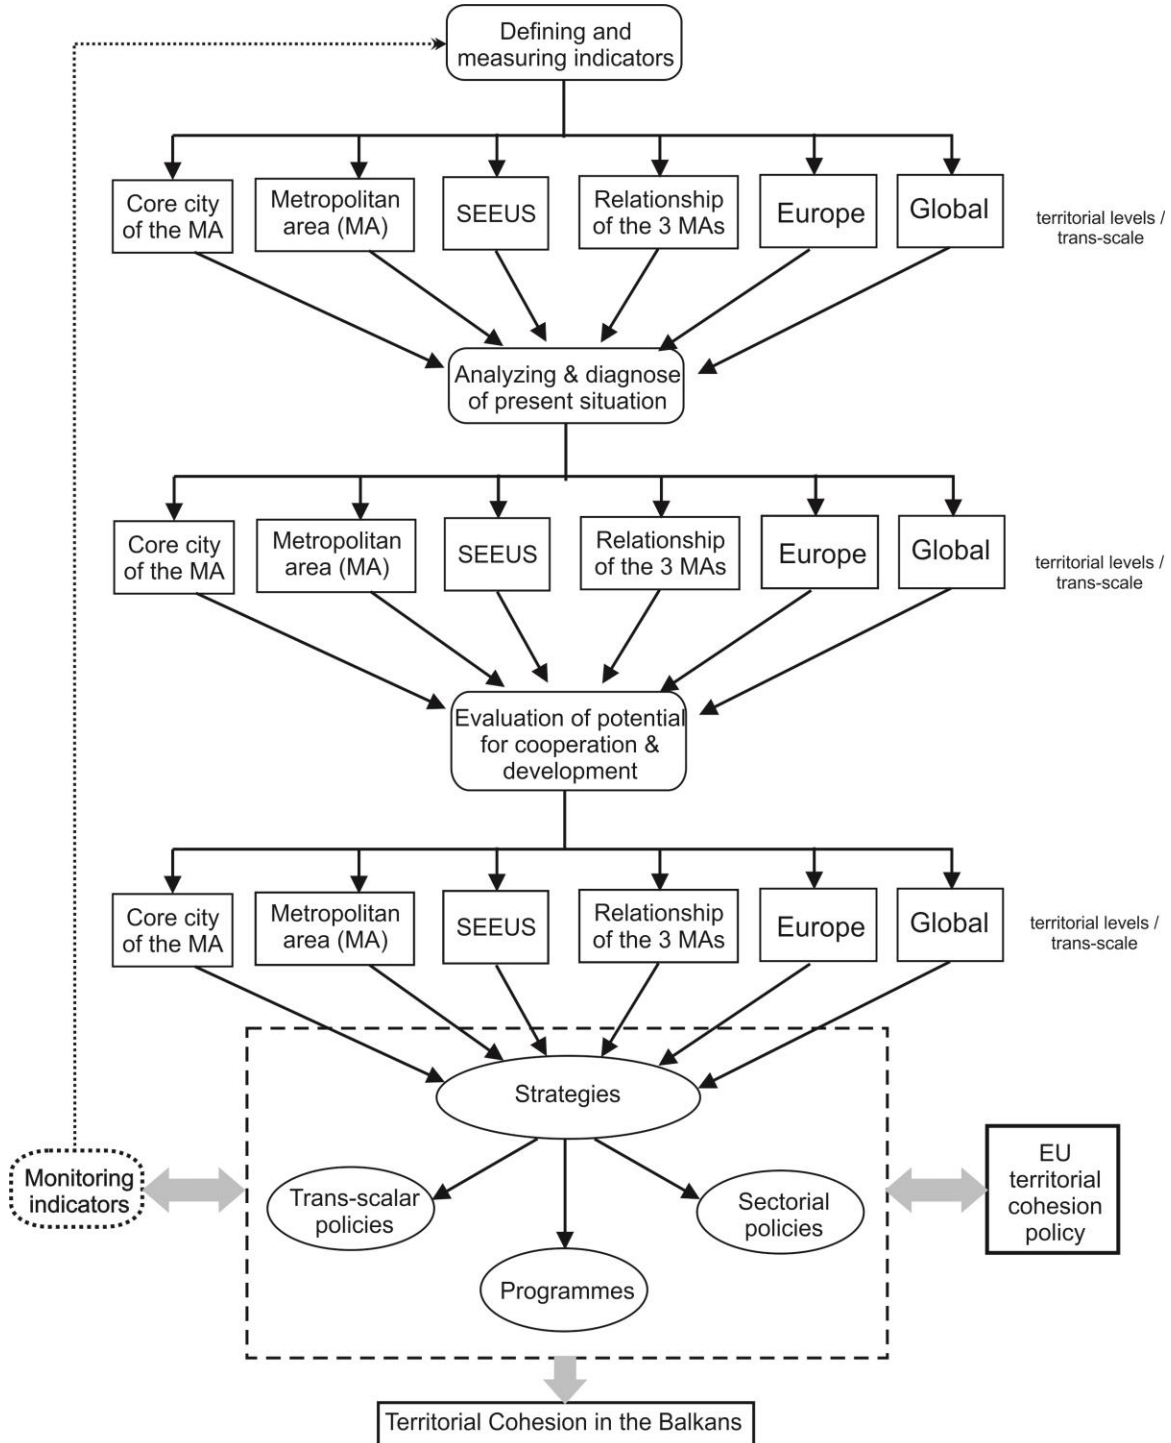 Defining and
measuring indicators
Core city
of the MA
Metropolitan
area (MA)
SEEUS
Relationship
of the 3 MAs
Europe
Global
territorial levels /
trans-scale
Analyzing & diagnose
of present situation
Core city
of the MA
Metropolitan
area (MA)
SEEUS
Relationship
of the 3 MAs
Europe
Global
territorial levels /
trans-scale
Evaluation of potential
for cooperation &
development
Core city
of the MA
Metropolitan
area (MA)
SEEUS
Relationship
of the 3 MAs
Europe
Global
territorial levels /
trans-scale
Strategies
Monitoring
indicators
Trans-scalar
policies
Sectorial
policies
EU
territorial
cohesion
policy
Programmes
Territorial Cohesion in the Balkans